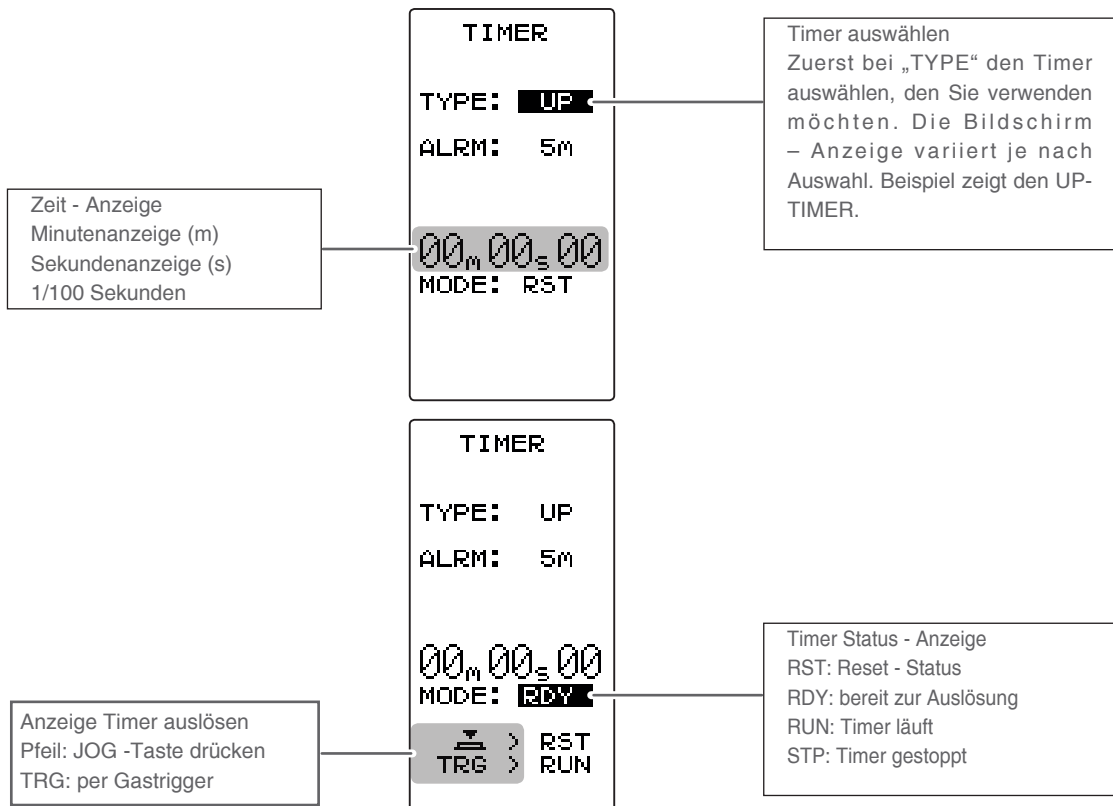 TIMER
TYPE: UP
ALRM: 5m
00m 00s 00
MODE: RST
Timer auswählen
Zuerst bei „TYPE“ den Timer
auswählen, den Sie verwenden
möchten. Die Bildschirm
– Anzeige variiert je nach
Auswahl. Beispiel zeigt den UP-
TIMER.
Zeit - Anzeige
Minutenanzeige (m)
Sekundenanzeige (s)
1/100 Sekunden
TIMER
TYPE: UP
ALRM: 5m
00m 00s 00
MODE: RDY
> RST
TRG > RUN
Timer Status - Anzeige
RST: Reset - Status
RDY: bereit zur Auslösung
RUN: Timer läuft
STP: Timer gestoppt
Anzeige Timer auslösen
Pfeil: JOG -Taste drücken
TRG: per Gastrigger